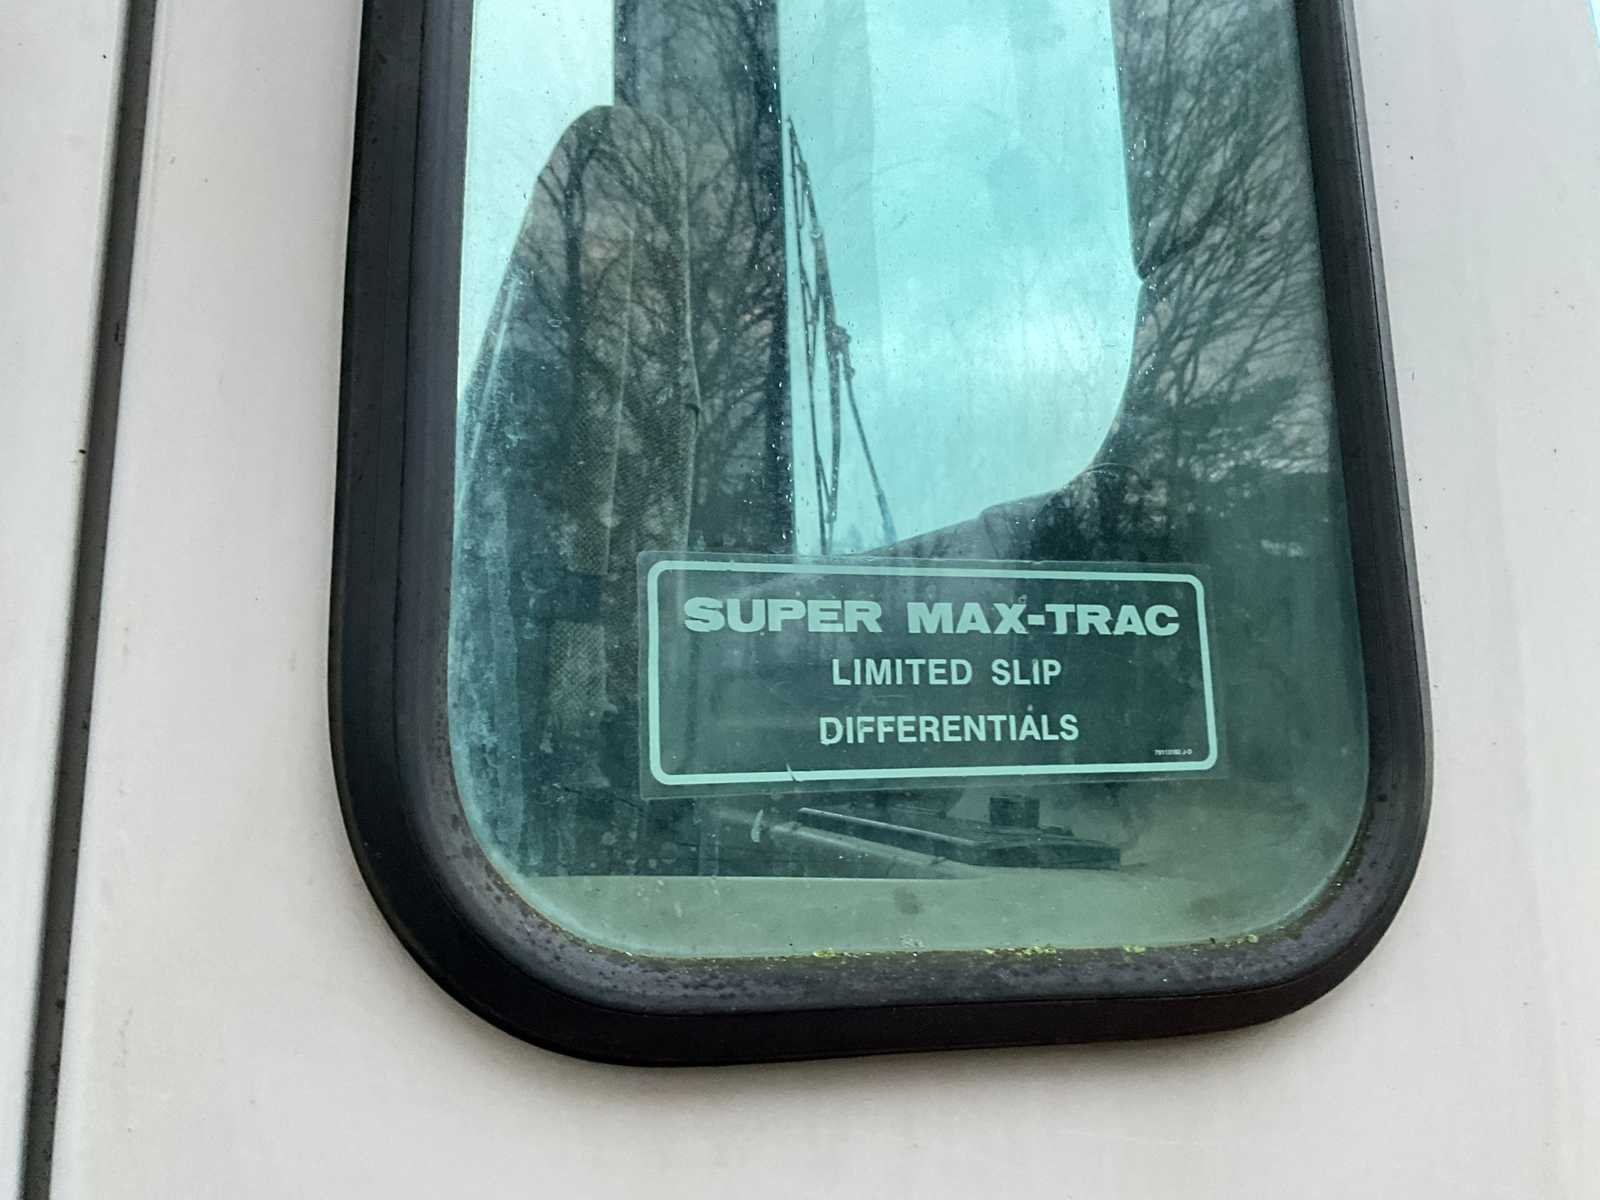 SUPER MAX-TRAC
LIMITED SLIP
DIFFERENTIALS